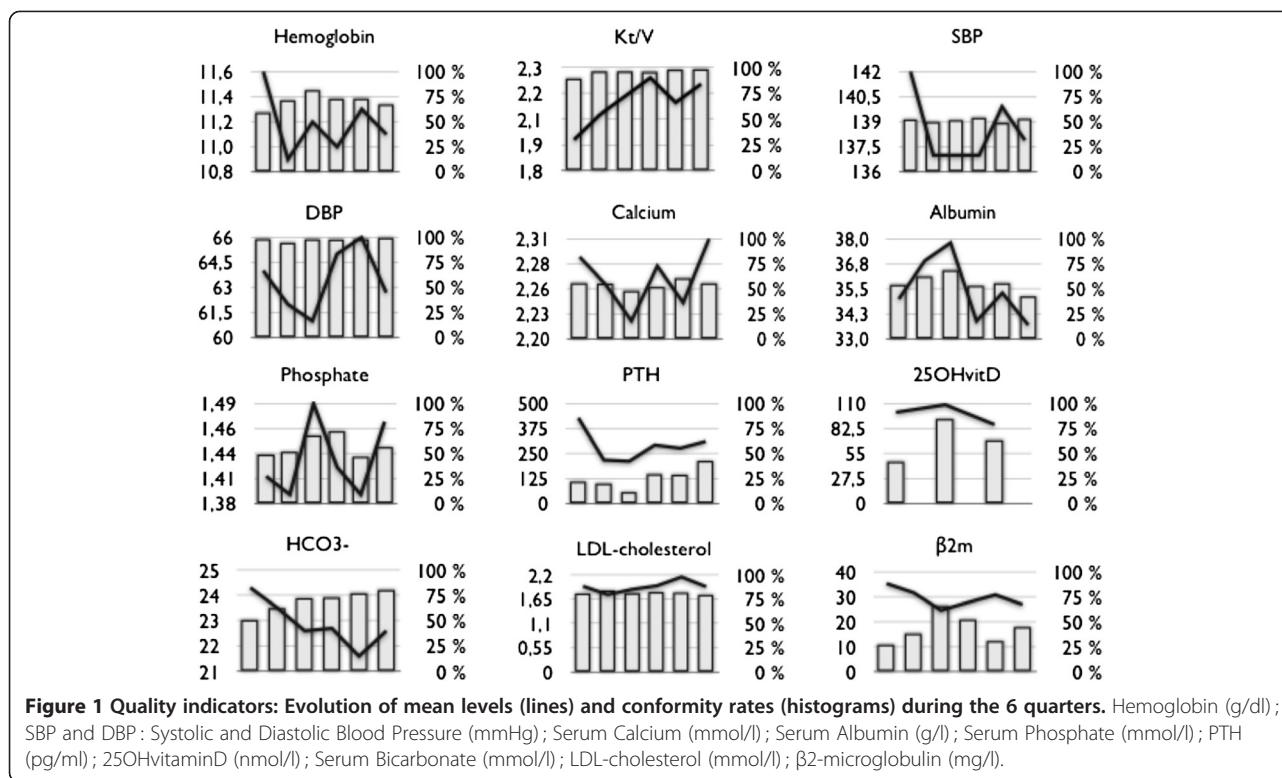 Hemoglobin Kt/V SBP
11,6 100 % 2,3 100 % 142 100 %
11,4 75 % 2,2 75 % 140,5 75 %
11,2 50 % 2,1 50 % 139 50 %
11,0 25 % 1,9 25 % 137,5 25 %
10,8 0 % 1,8 0 % 136 0 %
DBP Calcium Albumin
66 100 % 2,31 100 % 38,0 100 %
64,5 75 % 2,28 75 % 36,8 75 %
63 50 % 2,26 50 % 35,5 50 %
61,5 25 % 2,23 25 % 34,3 25 %
60 0 % 2,20 0 % 33,0 0 %
Phosphate PTH 25OHvitD
1,49 100 % 500 100 % 110 100 %
1,46 75 % 375 75 % 82,5 75 %
1,44 50 % 250 50 % 55 50 %
1,41 25 % 125 25 % 27,5 25 %
1,38 0 % 0 0 % 0 0 %
HCO3- LDL-cholesterol β2m
25 100 % 2,2 100 % 40 100 %
24 75 % 1,65 75 % 30 75 %
23 50 % 1,1 50 % 20 50 %
22 25 % 0,55 25 % 10 25 %
21 0 % 0 0 % 0 0 %
Figure 1 Quality indicators: Evolution of mean levels (lines) and conformity rates (histograms) during the 6 quarters. Hemoglobin (g/dl) ;
SBP and DBP : Systolic and Diastolic Blood Pressure (mmHg) ; Serum Calcium (mmol/l) ; Serum Albumin (g/l) ; Serum Phosphate (mmol/l) ; PTH
(pg/ml) ; 25OHvitaminD (nmol/l) ; Serum Bicarbonate (mmol/l) ; LDL-cholesterol (mmol/l) ; β2-microglobulin (mg/l).